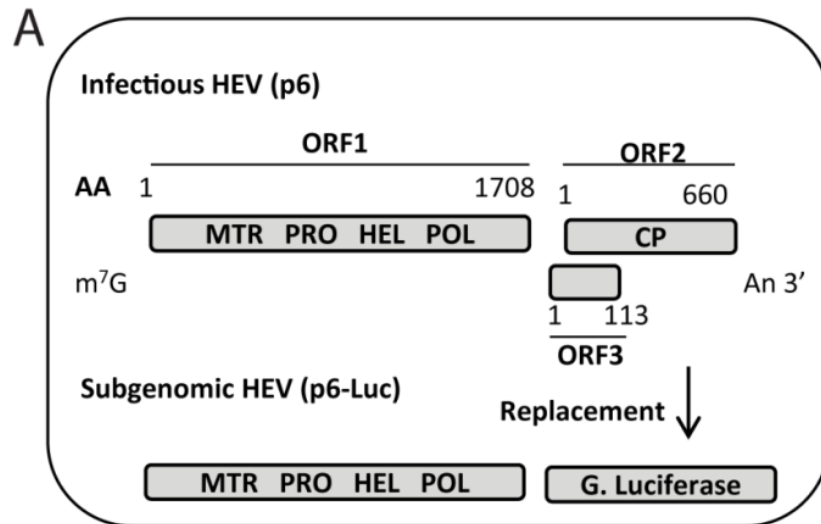 A
Infectious HEV (p6)
ORF1
ORF2
AA 1 1708 1 660
MTR PRO HEL POL
CP
m⁷G
An 3’
1 113
ORF3
Subgenomic HEV (p6-Luc)
Replacement
MTR PRO HEL POL
G. Luciferase